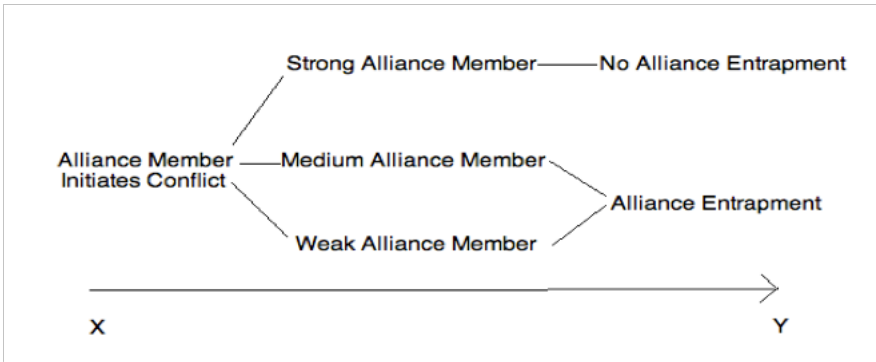 Strong Alliance Member
No Alliance Entrapment
Alliance Member
Initiates Conflict
Medium Alliance Member
Alliance Entrapment
Weak Alliance Member
X
Y